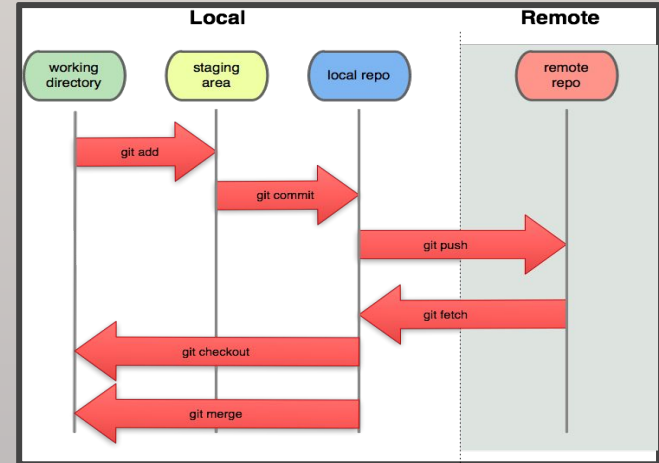 Local
Remote
working
directory
staging
area
local repo
remote
repo
git add
git commit
git push
git fetch
git checkout
git merge